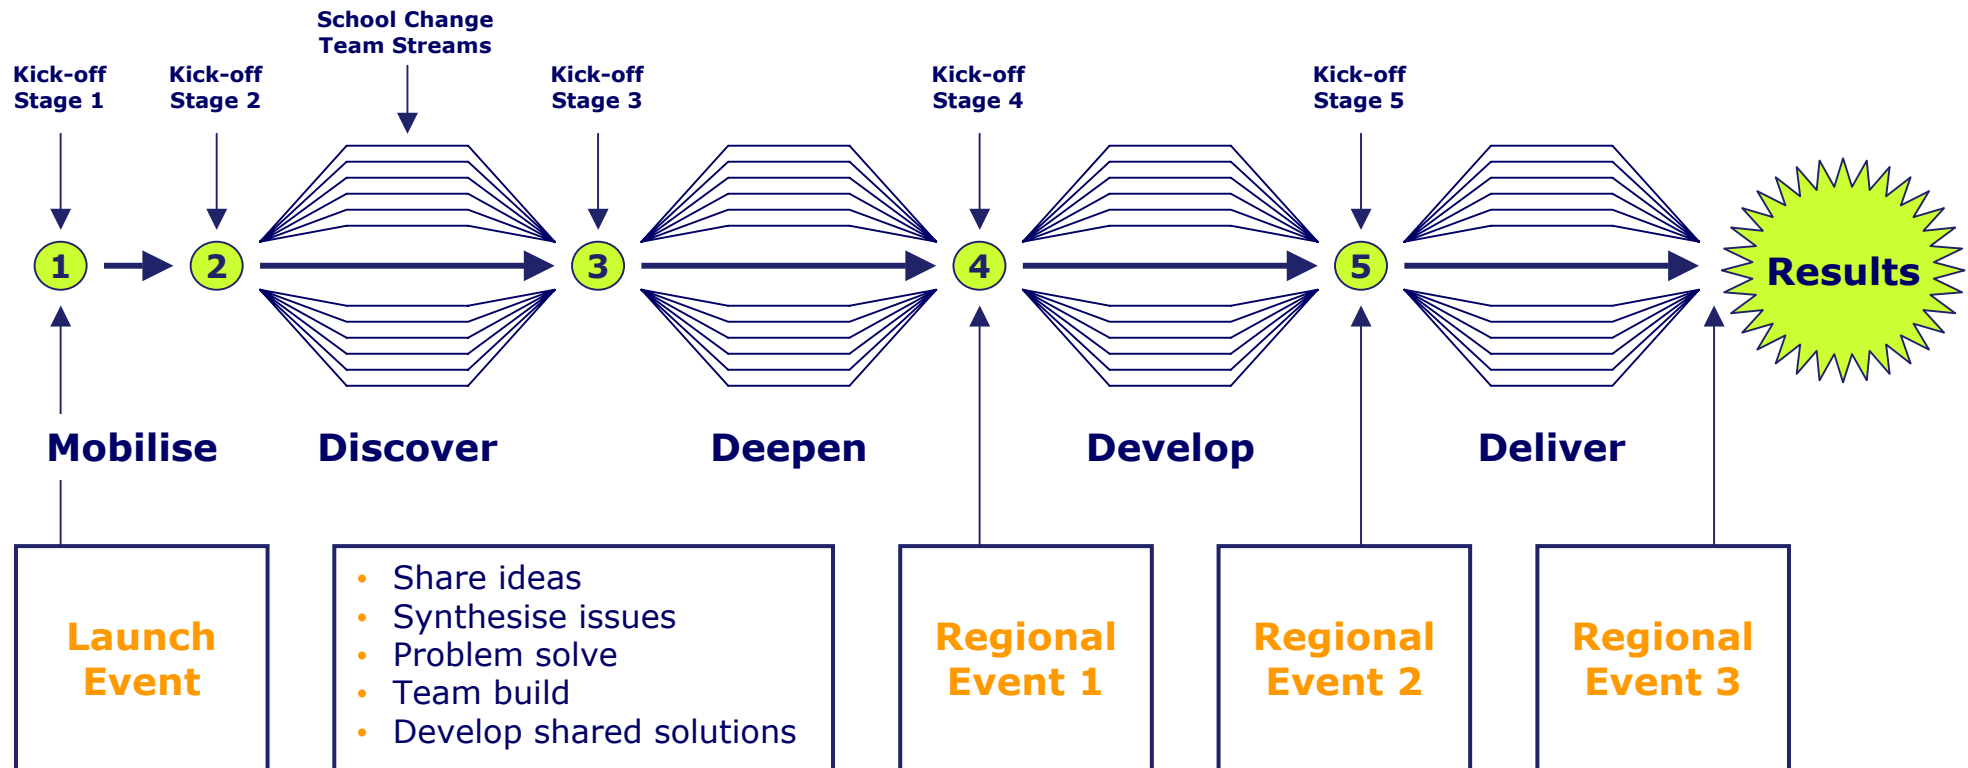 School Change
Team Streams
Kick-off
Stage 1
Kick-off
Stage 2
Kick-off
Stage 3
Kick-off
Stage 4
Kick-off
Stage 5
1
2
3
4
5
Results
Mobilise
Discover
Deepen
Develop
Deliver
Launch
Event
• Share ideas
• Synthesise issues
• Problem solve
• Team build
• Develop shared solutions
Regional
Event 1
Regional
Event 2
Regional
Event 3